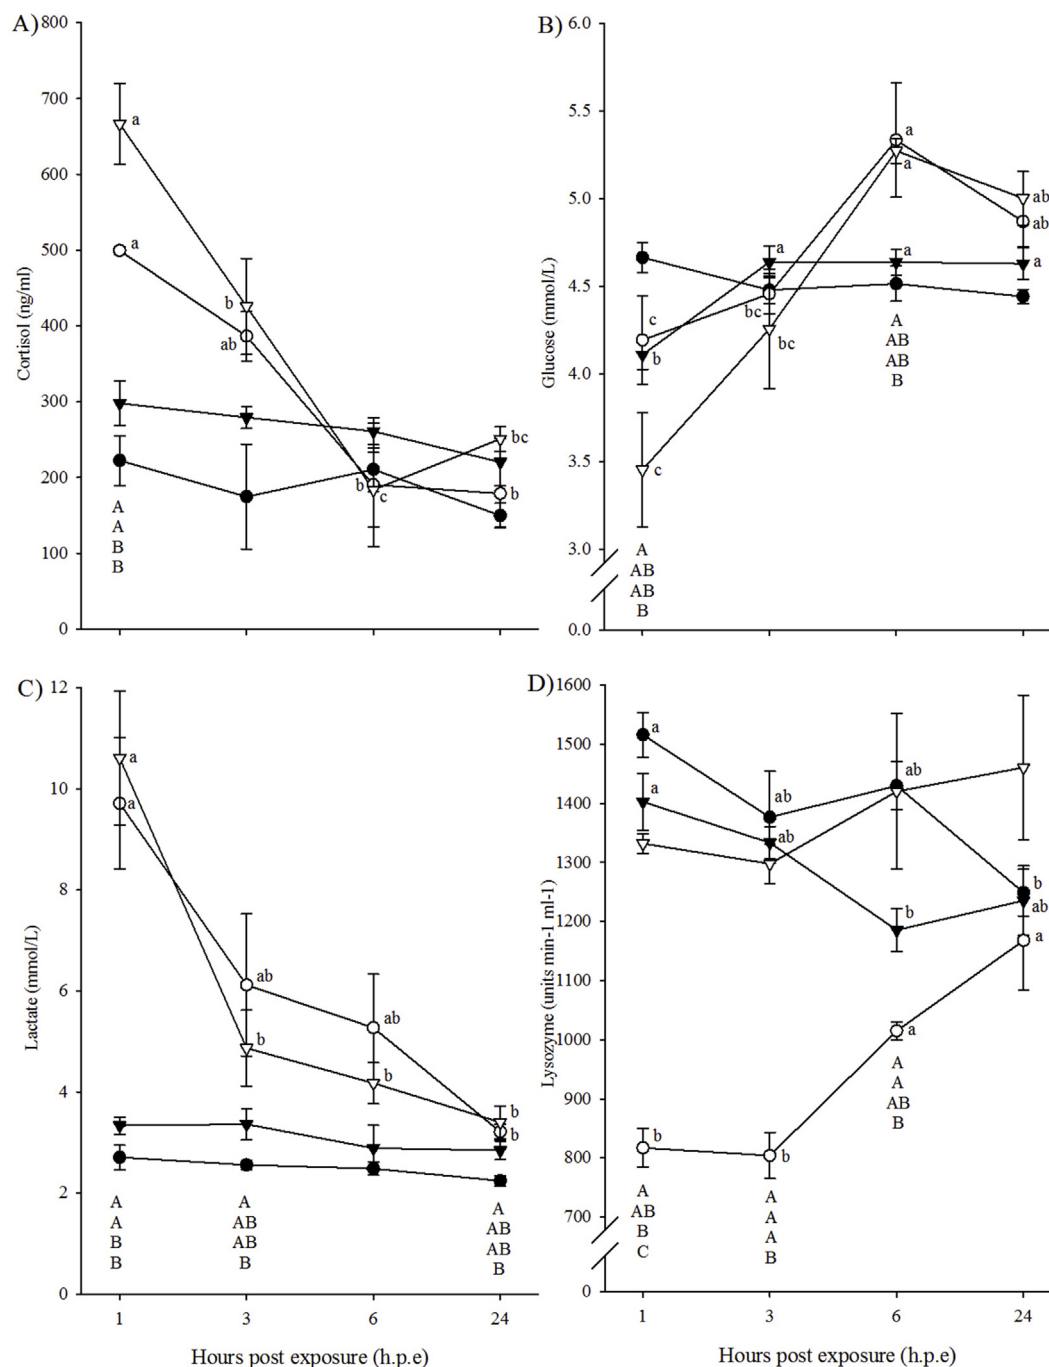 A)
800
700
600
500
400
300
200
100
0
Cortisol (ng/ml)
a
a
b
ab
b
c
bc
b
A
A
B
B
B)
6.0
5.5
5.0
4.5
4.0
3.5
3.0
0.0
Glucose (mmol/L)
c
b
c
a
bc
bc
a
a
a
ab
ab
a
A
AB
AB
B
A
AB
AB
B
C)
12
10
8
6
4
2
0
Lactate (mmol/L)
a
a
ab
b
ab
b
b
b
A
A
B
B
A
AB
AB
B
A
AB
AB
B
1
3
6
24
Hours post exposure (h.p.e)
D)
1600
1500
1400
1300
1200
1100
1000
900
800
700
0
Lysozyme (units min-1 ml-1)
a
a
b
ab
ab
b
ab
b
a
b
ab
a
A
AB
B
C
A
A
A
B
A
A
AB
B
1
3
6
24
Hours post exposure (h.p.e)